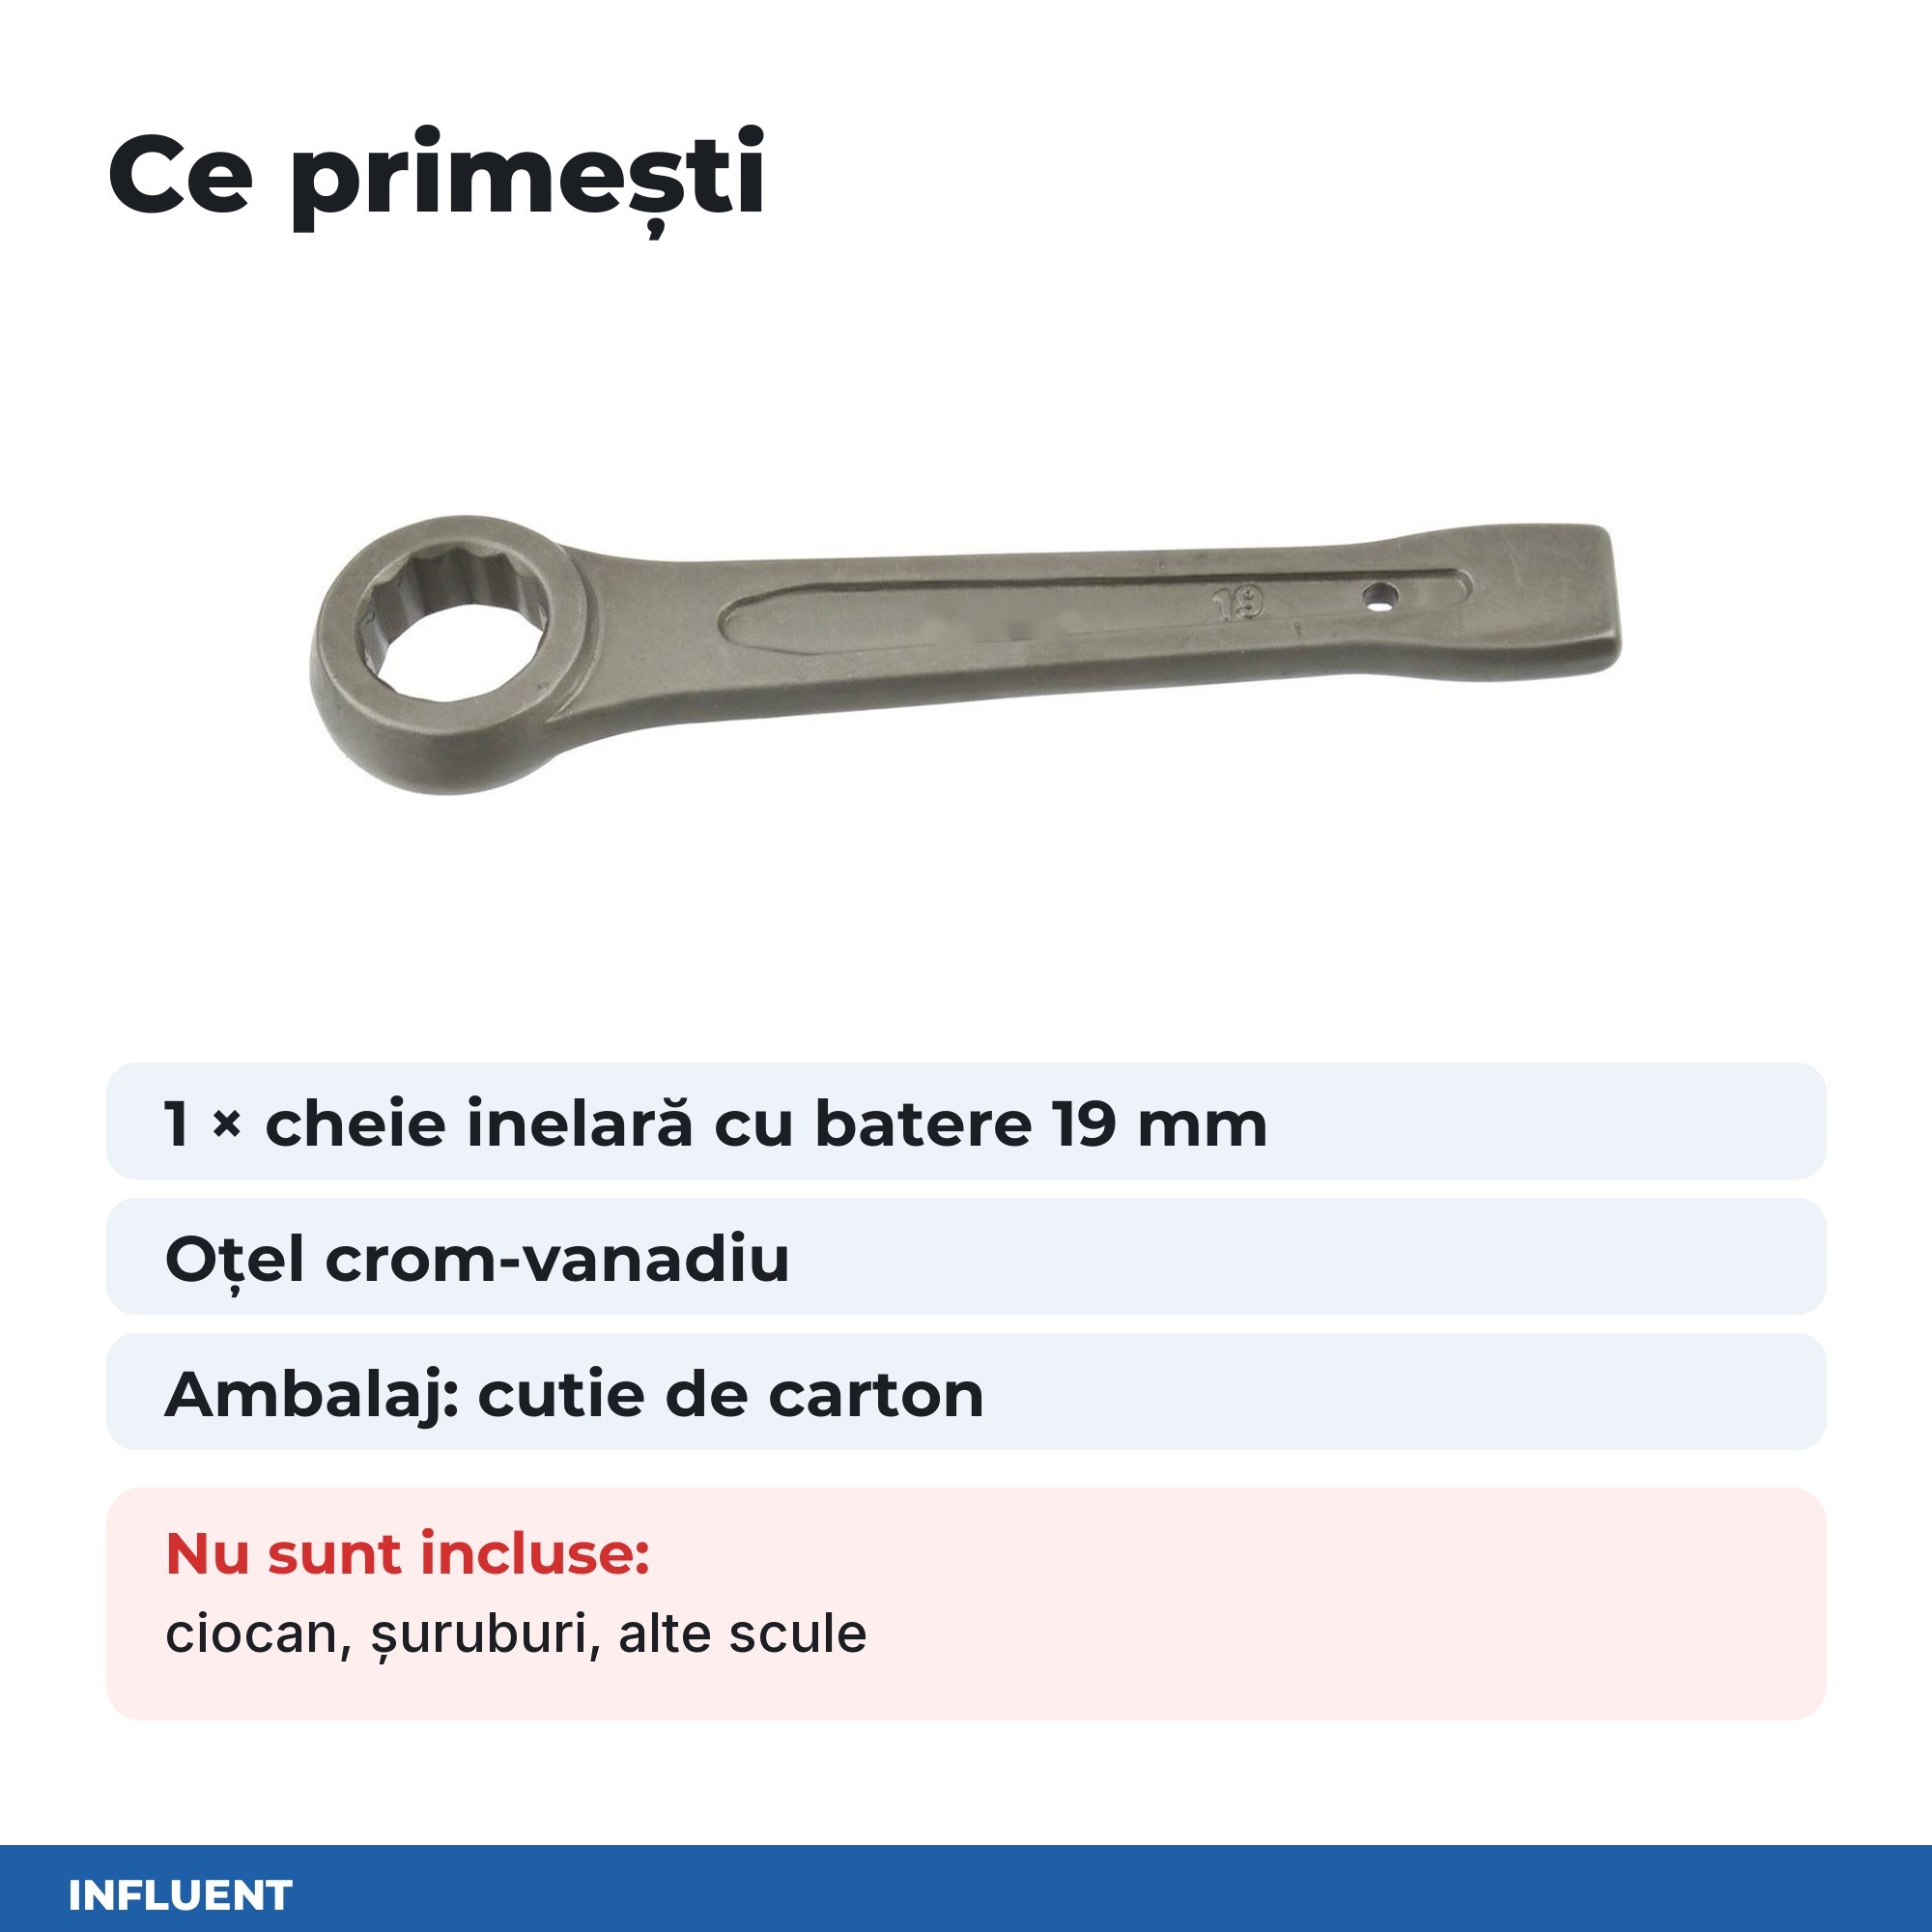 Ce primești
19
1 × cheie inelară cu batere 19 mm
Oțel crom-vanadiu
Ambalaj: cutie de carton
Nu sunt incluse:
ciocan, șuruburi, alte scule
INFLUENT